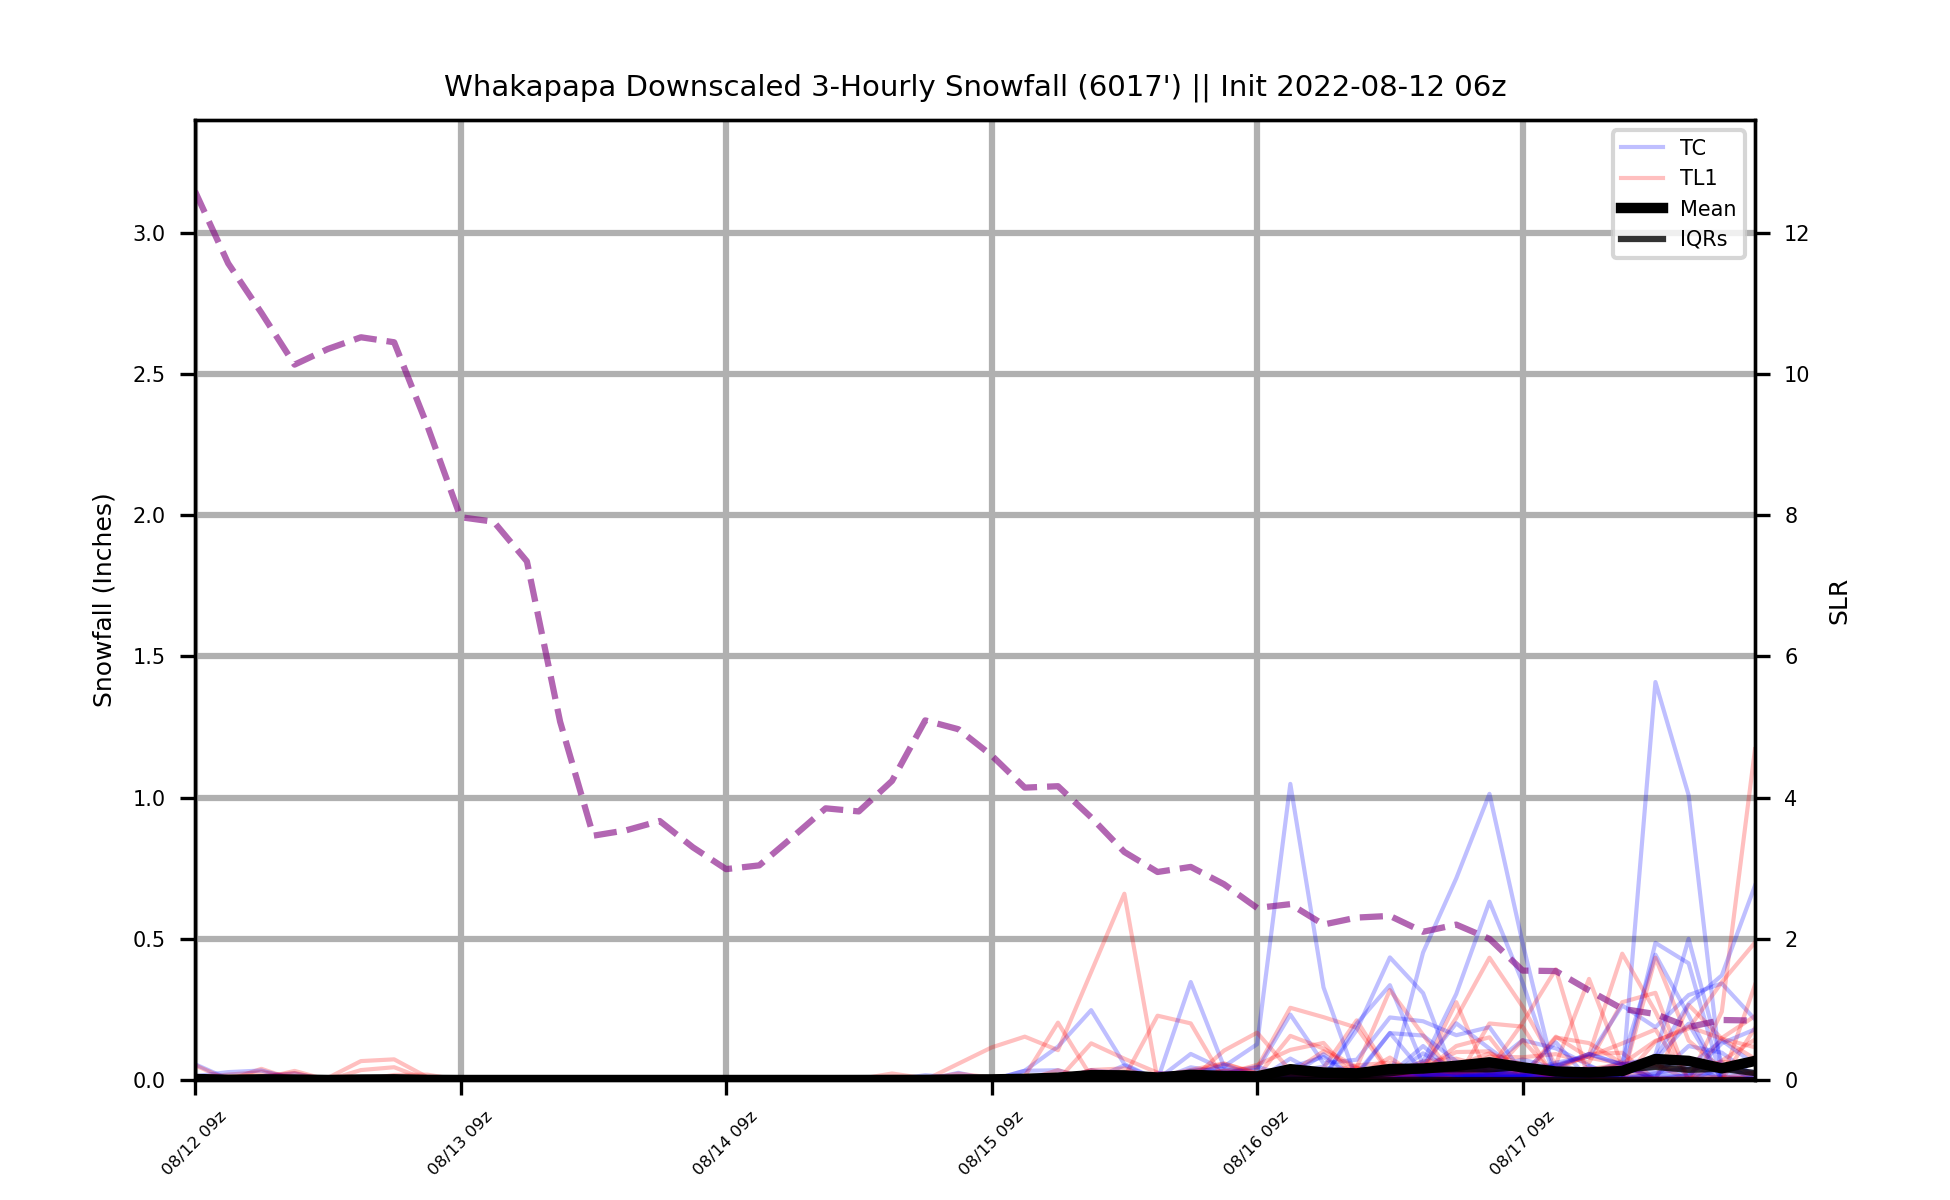 Whakapapa Downscaled 3-Hourly Snowfall (6017') || Init 2022-08-12 06z
TC
TL1
Mean
IQRs
Snowfall (Inches)
3.0
2.5
2.0
1.5
1.0
0.5
0.0
12
10
8
6
4
2
0
SLR
08/12 09z
08/13 09z
08/14 09z
08/15 09z
08/16 09z
08/17 09z